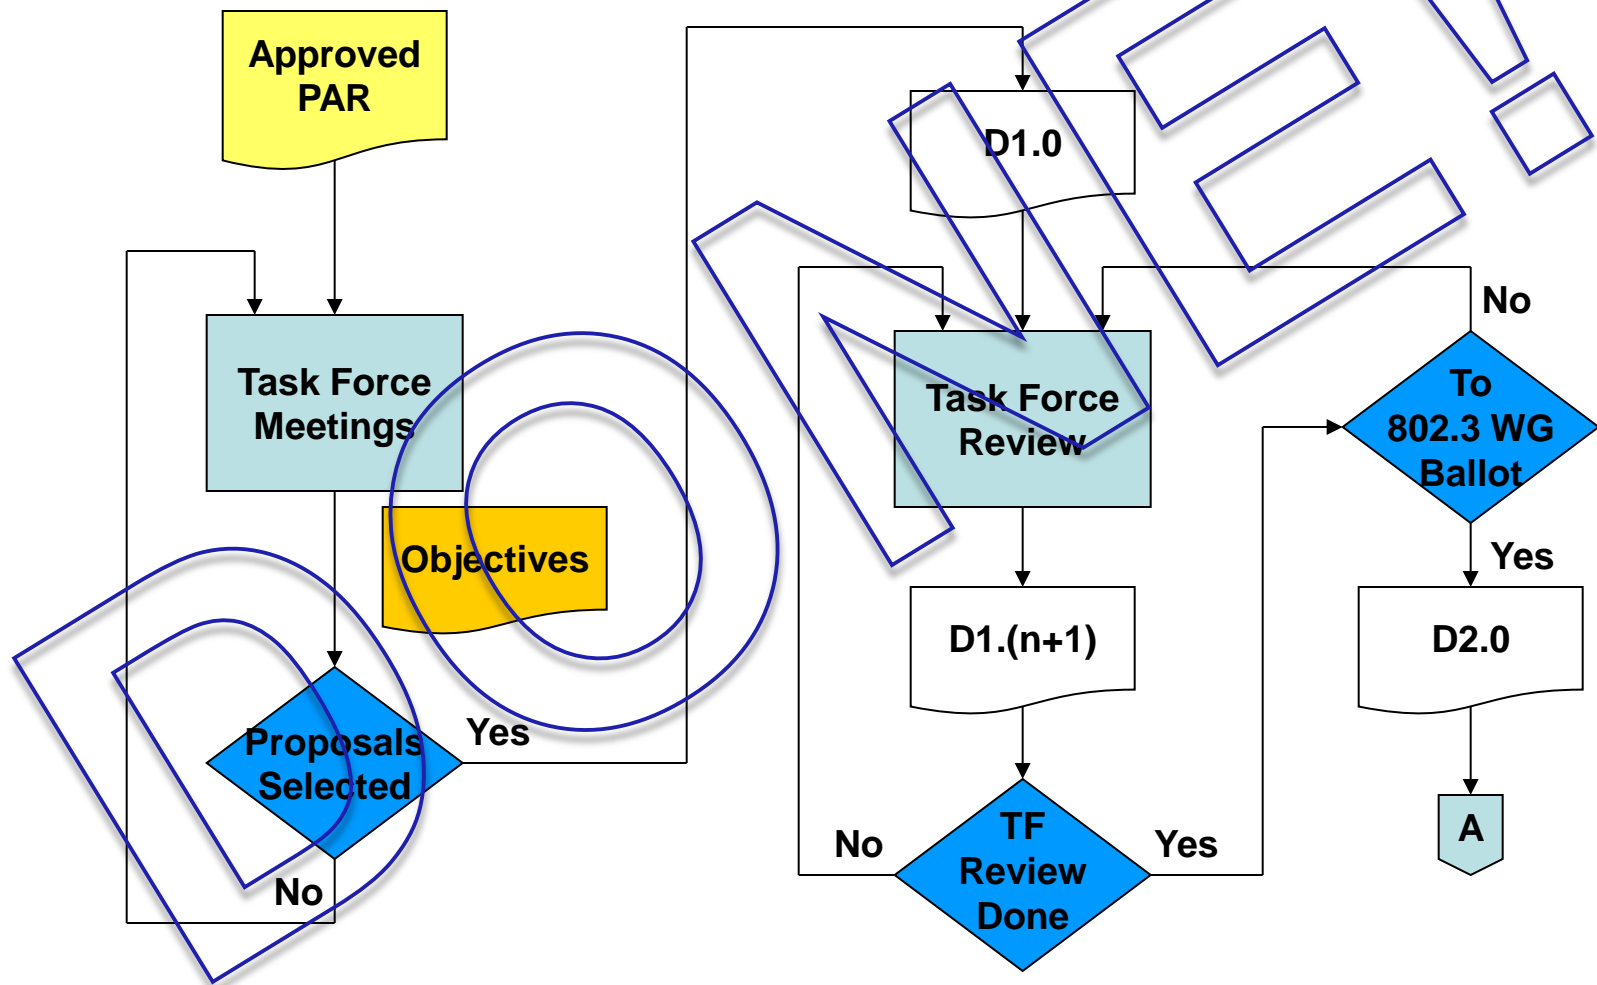 Approved
PAR
Task Force
Meetings
Objectives
Proposals
Selected
Yes
No
D1.0
Task Force
Review
D1.(n+1)
TF
Review
Done
No
Yes
To
802.3 WG
Ballot
No
Yes
D2.0
A
DONE!